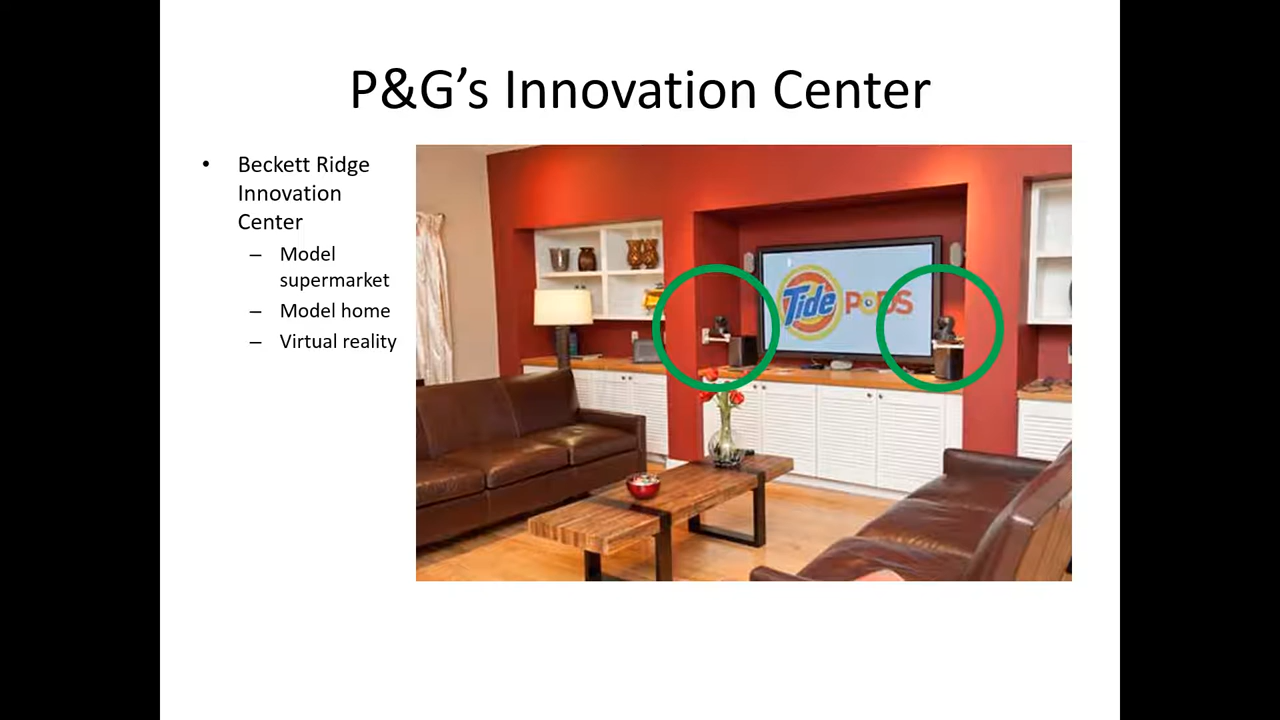 P&G’s Innovation Center
• Beckett Ridge
Innovation
Center
– Model
supermarket
– Model home
– Virtual reality
Tide PODS